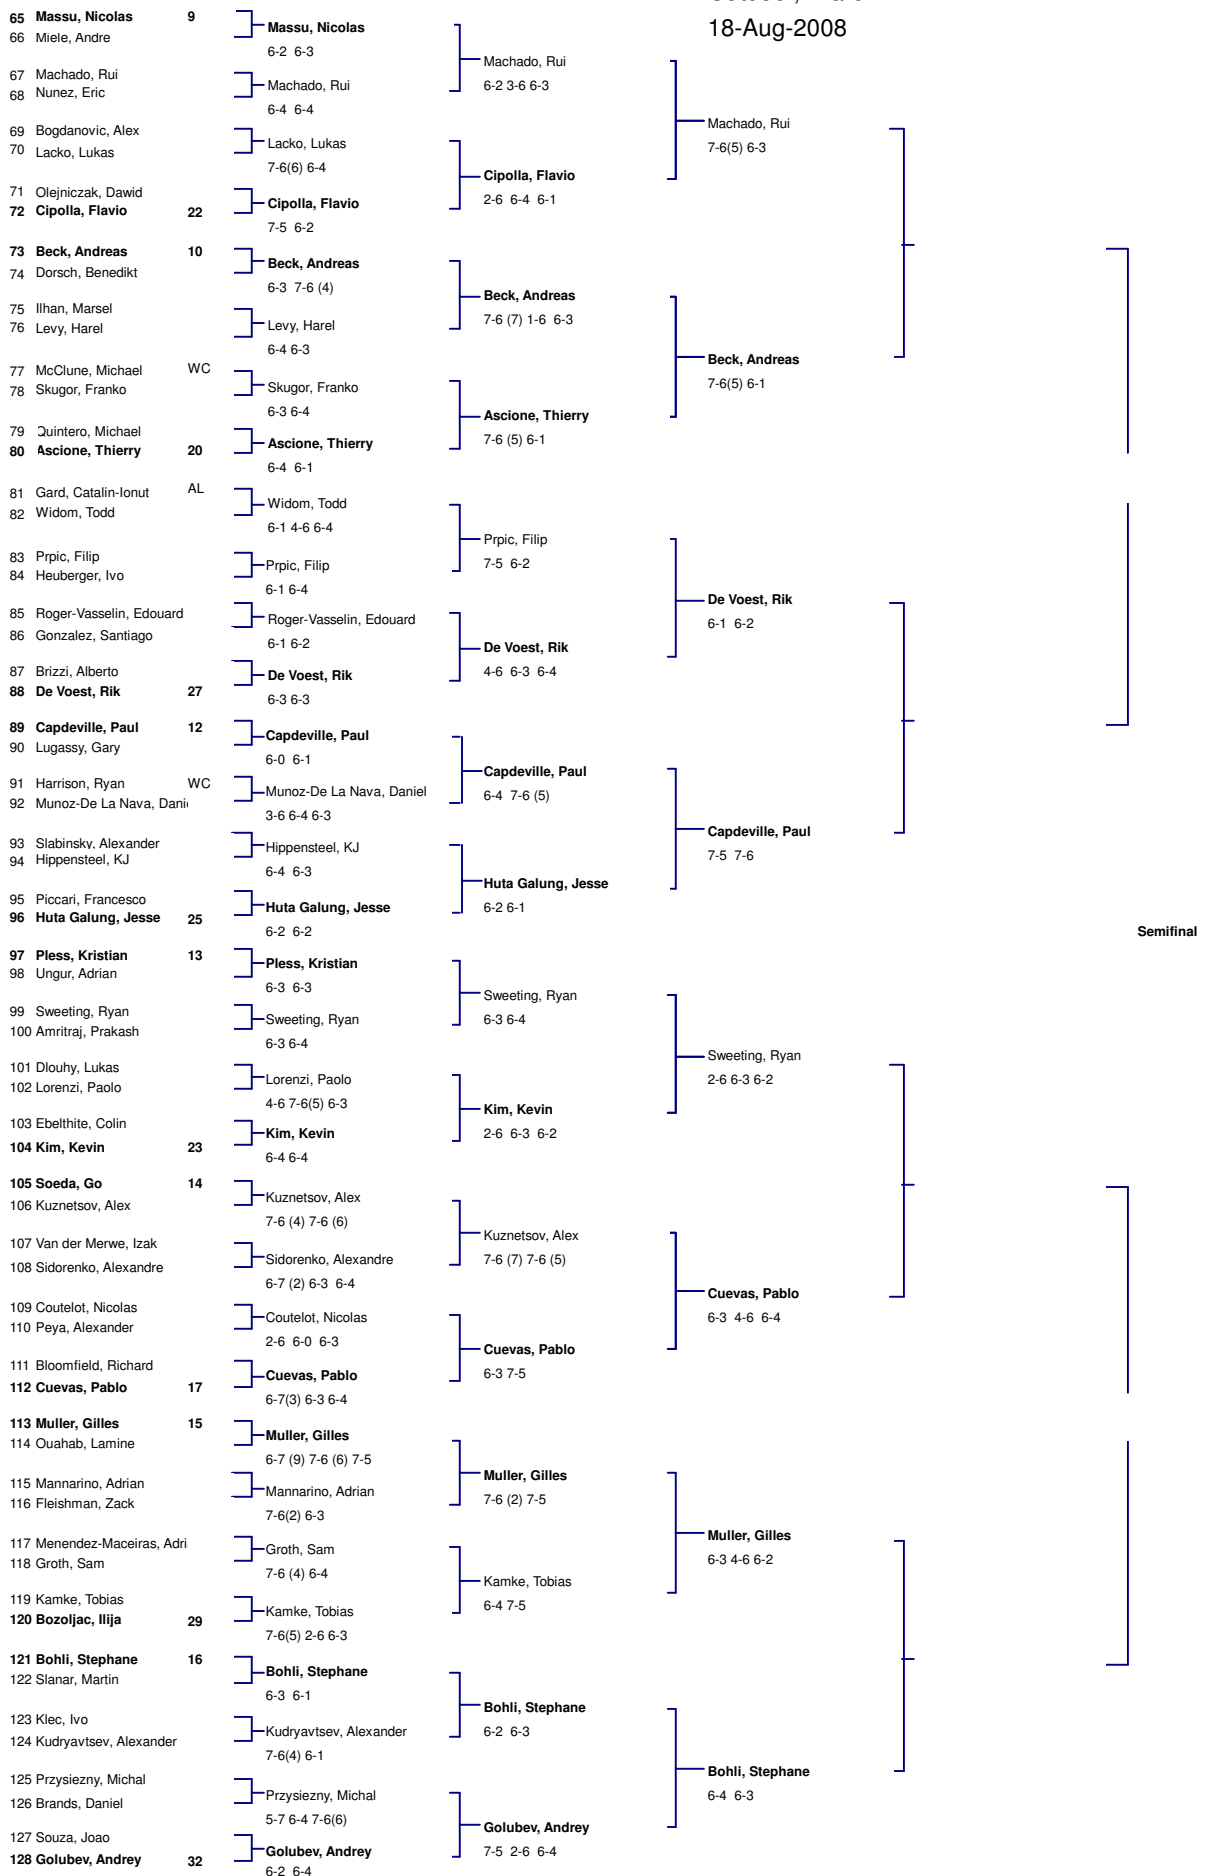 18-Aug-2008
65 Massu, Nicolas 9
66 Miele, Andre
67 Machado, Rui
68 Nunez, Eric
69 Bogdanovic, Alex
70 Lacko, Lukas
71 Olejniczak, Dawid
72 Cipolla, Flavio 22
73 Beck, Andreas 10
74 Dorsch, Benedikt
75 Ilhan, Marsel
76 Levy, Harel
77 McClune, Michael WC
78 Skugor, Franko
79 Quintero, Michael
80 Ascione, Thierry 20
81 Gard, Catalin-Ionut AL
82 Widom, Todd
83 Prpic, Filip
84 Heuberger, Ivo
85 Roger-Vasselin, Edouard
86 Gonzalez, Santiago
87 Brizzi, Alberto
88 De Voest, Rik 27
89 Capdeville, Paul 12
90 Lugassy, Gary
91 Harrison, Ryan WC
92 Munoz-De La Nava, Dani
93 Slabinsky, Alexander
94 Hippensteel, KJ
95 Piccari, Francesco
96 Huta Galung, Jesse 25
97 Pless, Kristian 13
98 Ungur, Adrian
99 Sweeting, Ryan
100 Amritraj, Prakash
101 Dlouhy, Lukas
102 Lorenzi, Paolo
103 Ebelthite, Colin
104 Kim, Kevin 23
105 Soeda, Go 14
106 Kuznetsov, Alex
107 Van der Merwe, Izak
108 Sidorenko, Alexandre
109 Coutelot, Nicolas
110 Peya, Alexander
111 Bloomfield, Richard
112 Cuevas, Pablo 17
113 Muller, Gilles 15
114 Ouahab, Lamine
115 Mannarino, Adrian
116 Fleishman, Zack
117 Menendez-Maceiras, Adri
118 Groth, Sam
119 Kamke, Tobias
120 Bozoljac, Ilija 29
121 Bohli, Stephane 16
122 Slanar, Martin
123 Klec, Ivo
124 Kudryavtsev, Alexander
125 Przysiezny, Michal
126 Brands, Daniel
127 Souza, Joao
128 Golubev, Andrey 32
Massu, Nicolas
6-2 6-3
Machado, Rui
6-4 6-4
Lacko, Lukas
7-6(6) 6-4
Cipolla, Flavio
7-5 6-2
Beck, Andreas
6-3 7-6 (4)
Levy, Harel
6-4 6-3
Skugor, Franko
6-3 6-4
Ascione, Thierry
6-4 6-1
Widom, Todd
6-1 4-6 6-4
Prpic, Filip
6-1 6-4
Roger-Vasselin, Edouard
6-1 6-2
De Voest, Rik
6-3 6-3
Capdeville, Paul
6-0 6-1
Munoz-De La Nava, Daniel
3-6 6-4 6-3
Hippensteel, KJ
6-4 6-3
Huta Galung, Jesse
6-2 6-2
Pless, Kristian
6-3 6-3
Sweeting, Ryan
6-3 6-4
Lorenzi, Paolo
4-6 7-6(5) 6-3
Kim, Kevin
6-4 6-4
Kuznetsov, Alex
7-6 (4) 7-6 (6)
Sidorenko, Alexandre
6-7 (2) 6-3 6-4
Coutelot, Nicolas
2-6 6-0 6-3
Cuevas, Pablo
6-7(3) 6-3 6-4
Muller, Gilles
6-7 (9) 7-6 (6) 7-5
Mannarino, Adrian
7-6(2) 6-3
Groth, Sam
7-6 (4) 6-4
Kamke, Tobias
7-6(5) 2-6 6-3
Bohli, Stephane
6-3 6-1
Kudryavtsev, Alexander
7-6(4) 6-1
Przysiezny, Michal
5-7 6-4 7-6(6)
Golubev, Andrey
6-2 6-4
Machado, Rui
6-2 3-6 6-3
Cipolla, Flavio
2-6 6-4 6-1
Beck, Andreas
7-6 (7) 1-6 6-3
Ascione, Thierry
7-6 (5) 6-1
Prpic, Filip
7-5 6-2
De Voest, Rik
4-6 6-3 6-4
Capdeville, Paul
6-4 7-6 (5)
Huta Galung, Jesse
6-2 6-1
Sweeting, Ryan
6-3 6-4
Kim, Kevin
2-6 6-3 6-2
Kuznetsov, Alex
7-6 (7) 7-6 (5)
Cuevas, Pablo
6-3 7-5
Muller, Gilles
7-6 (2) 7-5
Kamke, Tobias
6-4 7-5
Bohli, Stephane
6-2 6-3
Golubev, Andrey
7-5 2-6 6-4
Machado, Rui
7-6(5) 6-3
Beck, Andreas
7-6(5) 6-1
De Voest, Rik
6-1 6-2
Capdeville, Paul
7-5 7-6
Sweeting, Ryan
2-6 6-3 6-2
Cuevas, Pablo
6-3 4-6 6-4
Muller, Gilles
6-3 4-6 6-2
Bohli, Stephane
6-4 6-3
Semifinal